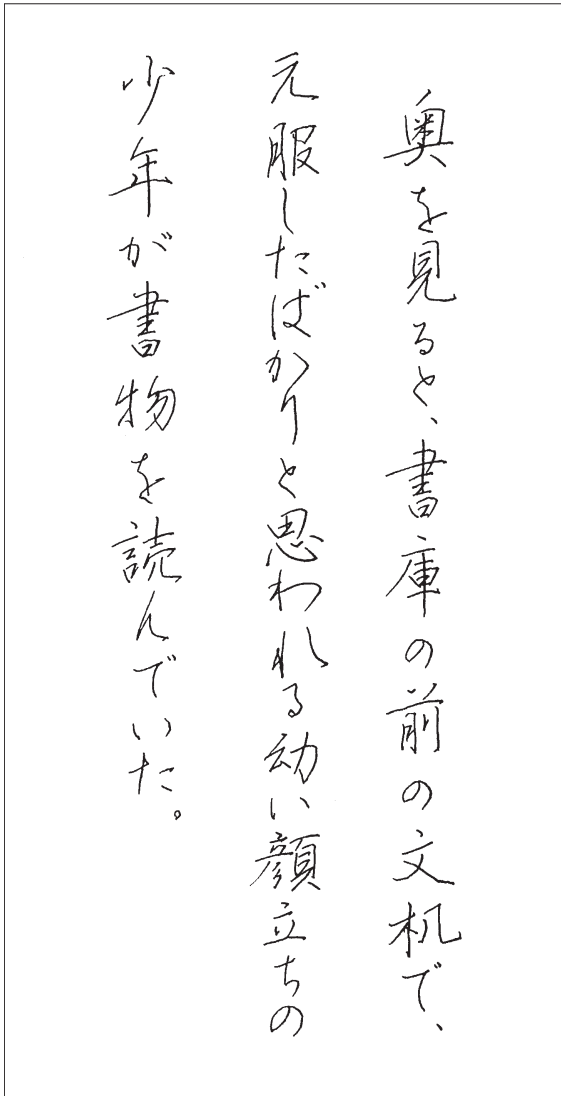 奥を見ると、書庫の前の文机で、
元服したばかりと思われる幼い顔立ちの
少年が書物を読んでいた。